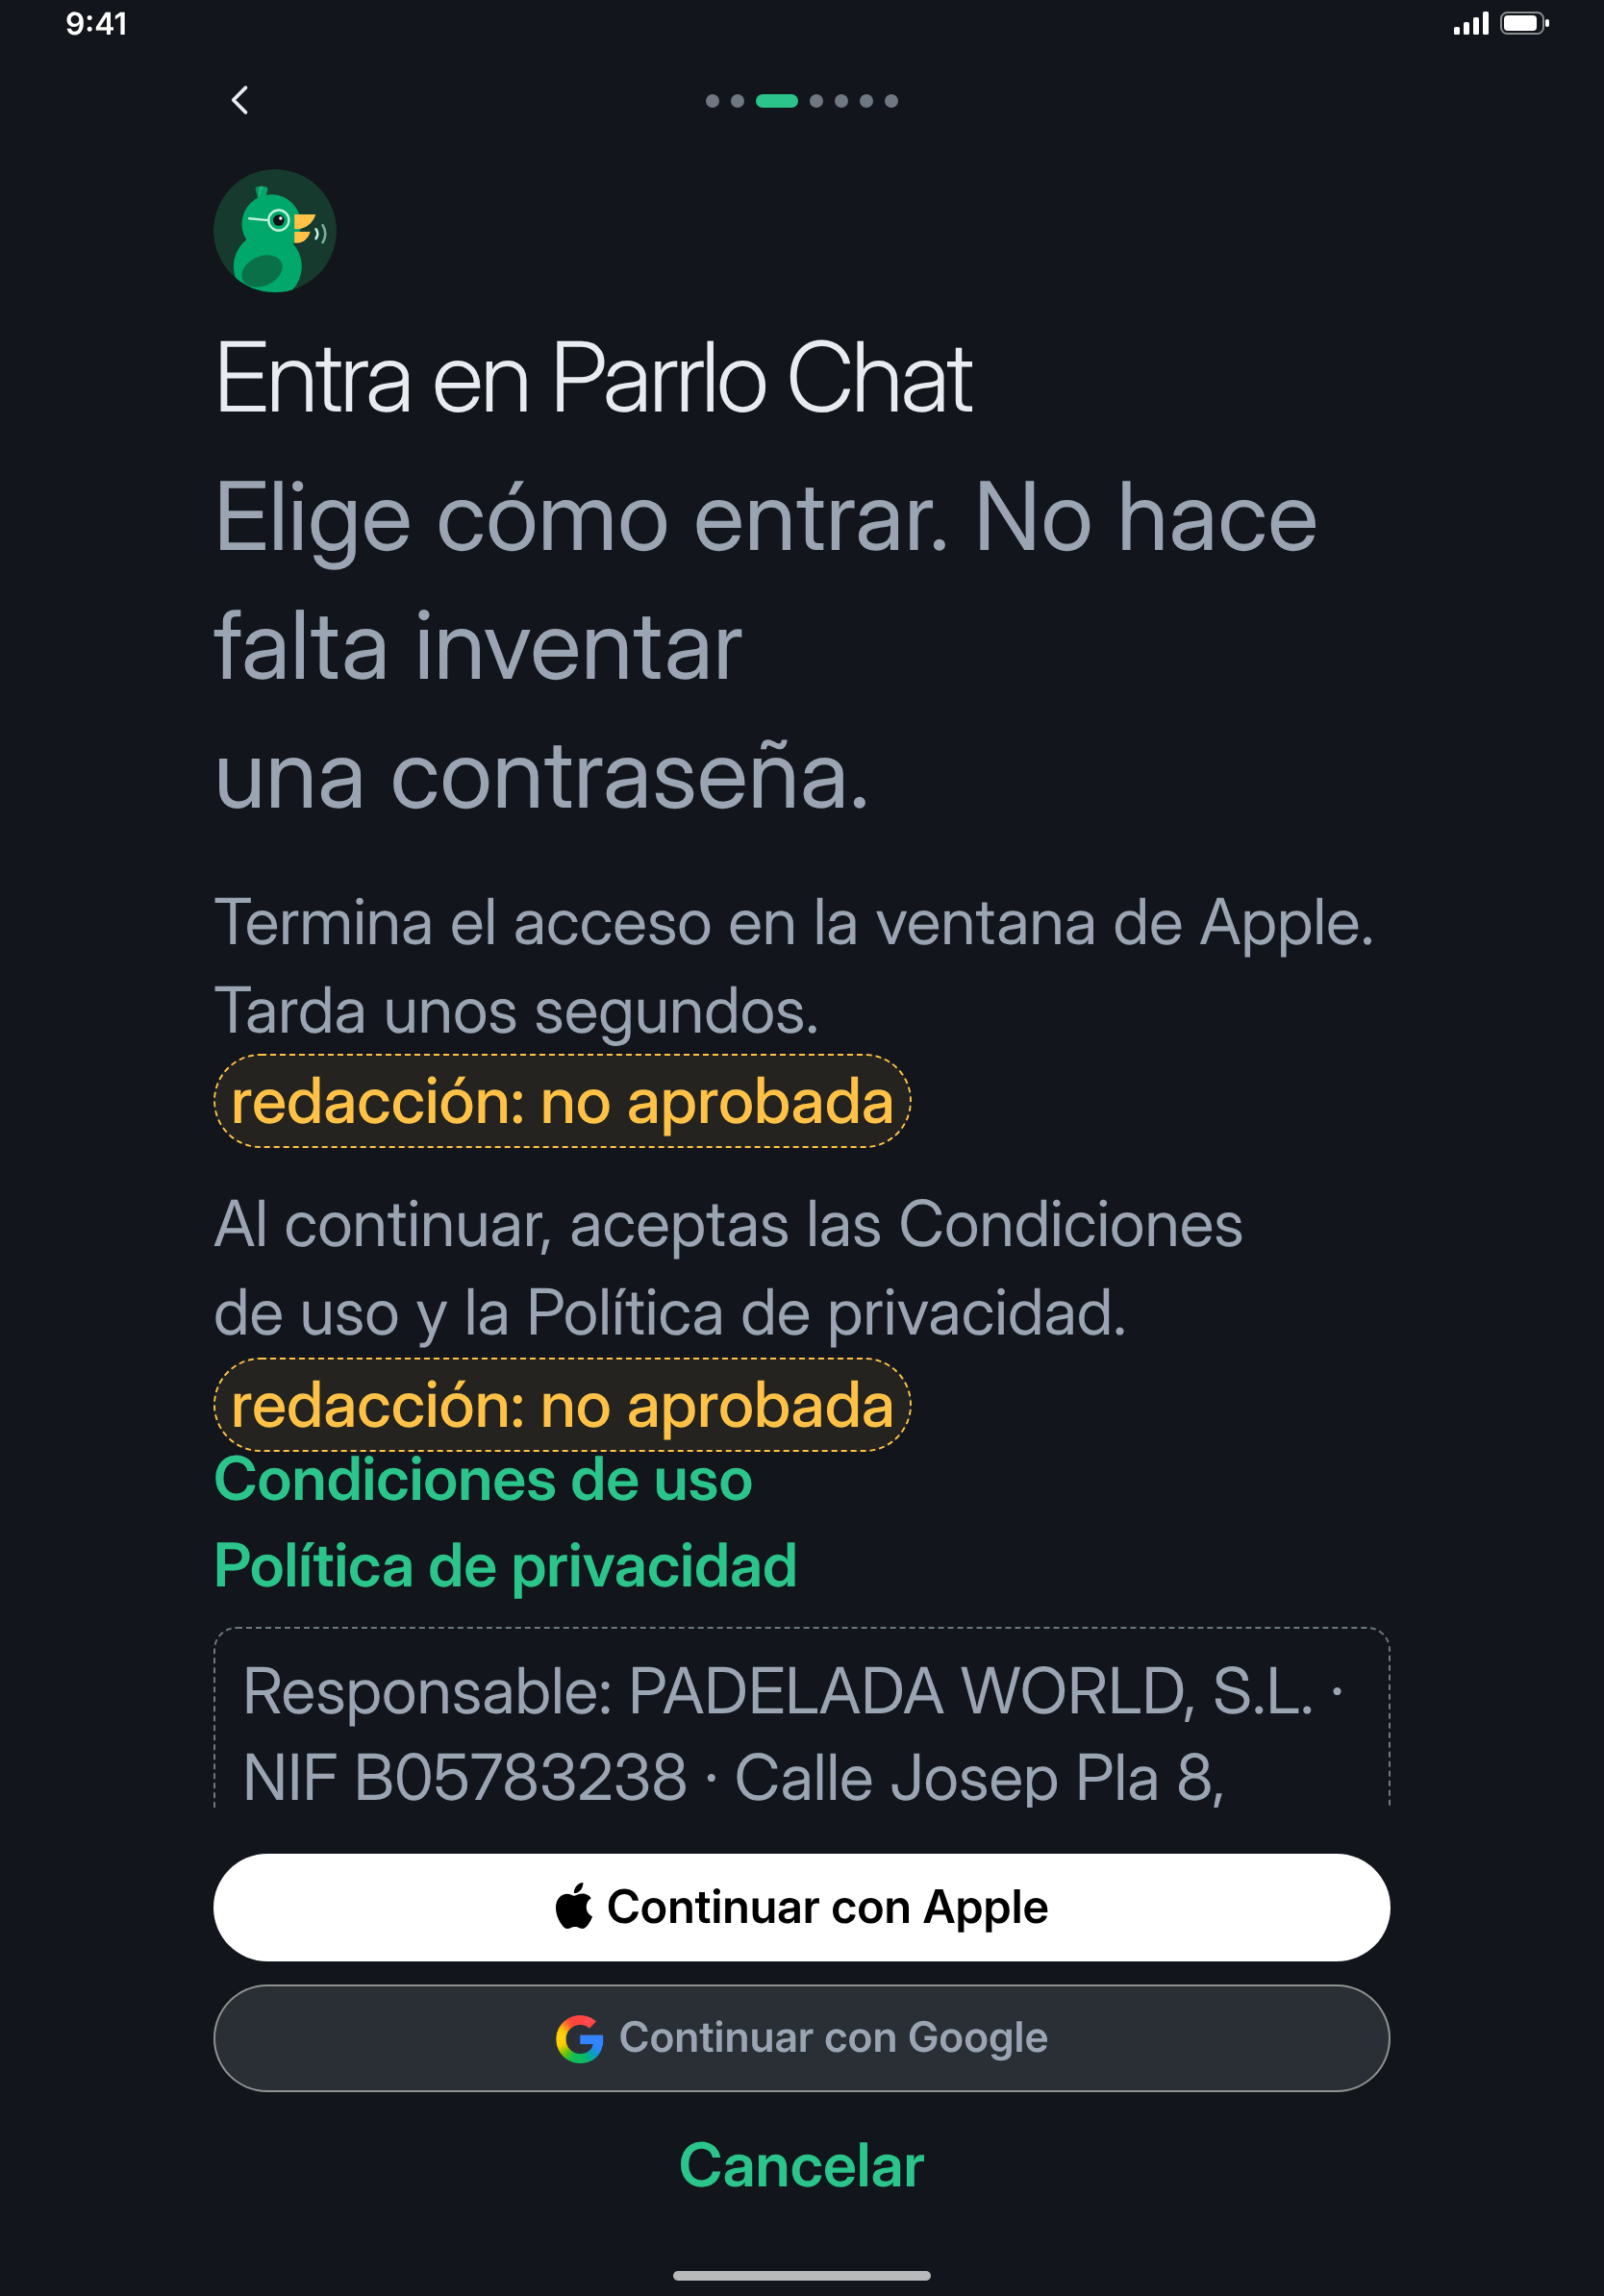 9:41
Entra en Parrlo Chat
Elige cómo entrar. No hace
falta inventar
una contraseña.
Termina el acceso en la ventana de Apple.
Tarda unos segundos.
redacción: no aprobada
Al continuar, aceptas las Condiciones
de uso y la Política de privacidad.
redacción: no aprobada
Condiciones de uso
Política de privacidad
Responsable: PADELADA WORLD, S.L. ·
NIF B05783238 · Calle Josep Pla 8,
Continuar con Apple
Continuar con Google
Cancelar